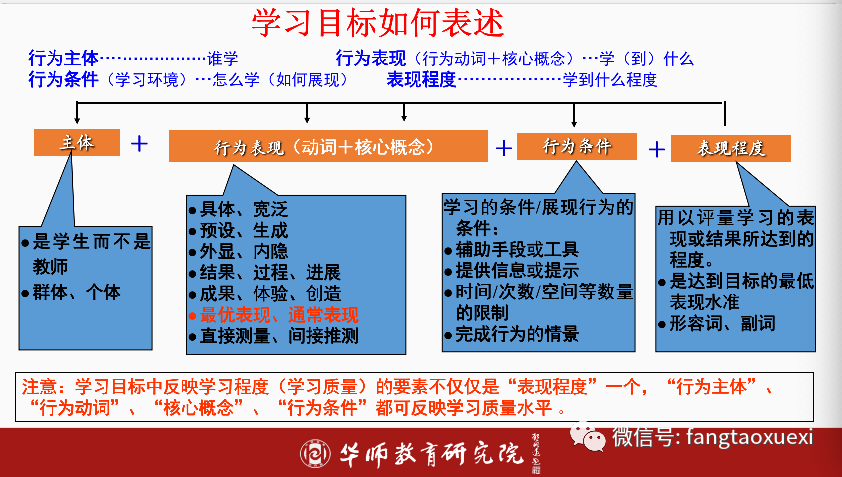 学习目标如何表述
行为主体………………谁学 行为表现（行为动词＋核心概念）…学（到）什么
行为条件（学习环境）…怎么学（如何展现） 表现程度………………学到什么程度
主体 + 行为表现（动词＋核心概念） + 行为条件 + 表现程度
●是学生而不是
教师
●群体、个体
●具体、宽泛
●预设、生成
●外显、内隐
●结果、过程、进展
●成果、体验、创造
●最优表现、通常表现
●直接测量、间接推测
学习的条件/展现行为的
条件：
●辅助手段或工具
●提供信息或提示
●时间/次数/空间等数量
的限制
●完成行为的情景
用以评量学习的表
现或结果所达到的
程度。
●是达到目标的最低
表现水准
●形容词、副词
注意：学习目标中反映学习程度（学习质量）的要素不仅仅是“表现程度”一个，“行为主体”、
“行为动词”、“核心概念”、“行为条件”都可反映学习质量水平 。
华师教育研究院
微信号: fangtaoxuexi